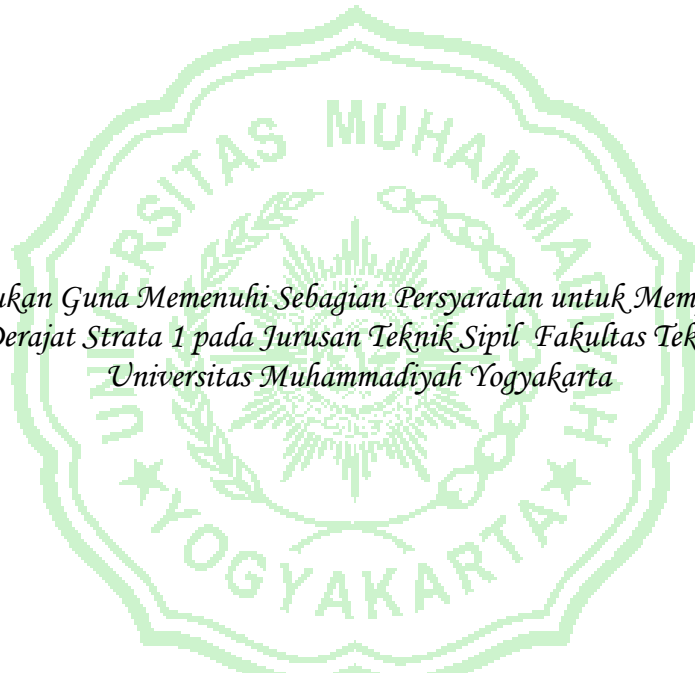 UNIVERSITAS MUHAMMADIYAH
ukan Guna Memenuhi Sebagian Persyaratan untuk Mem
Derajat Strata 1 pada Jurusan Teknik Sipil Fakultas Tek
Universitas Muhammadiyah Yogyakarta
★ YOGYAKARTA ★